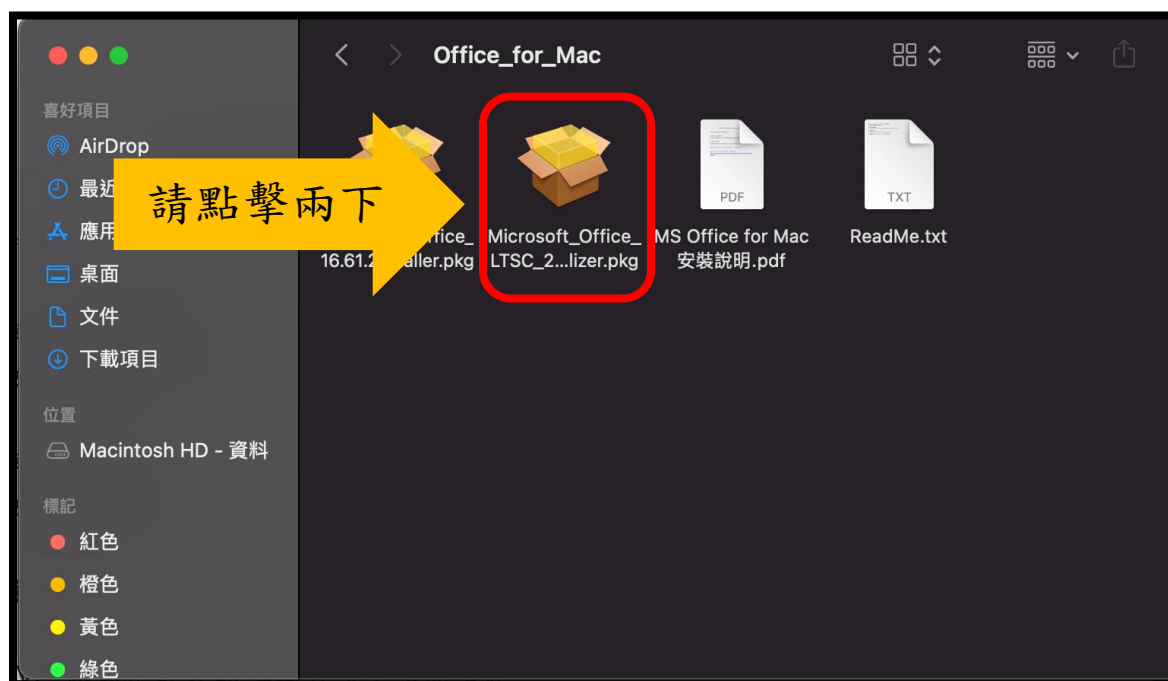 Office_for_Mac
喜好項目
AirDrop
最近
應用
桌面
文件
下載項目
位置
Macintosh HD - 資料
標記
紅色
橙色
黃色
綠色
請點擊兩下
ffice_
16.61.2
aller.pkg
Microsoft_Office_
LTSC_2...lizer.pkg
PDF
MS Office for Mac
安裝說明.pdf
TXT
ReadMe.txt